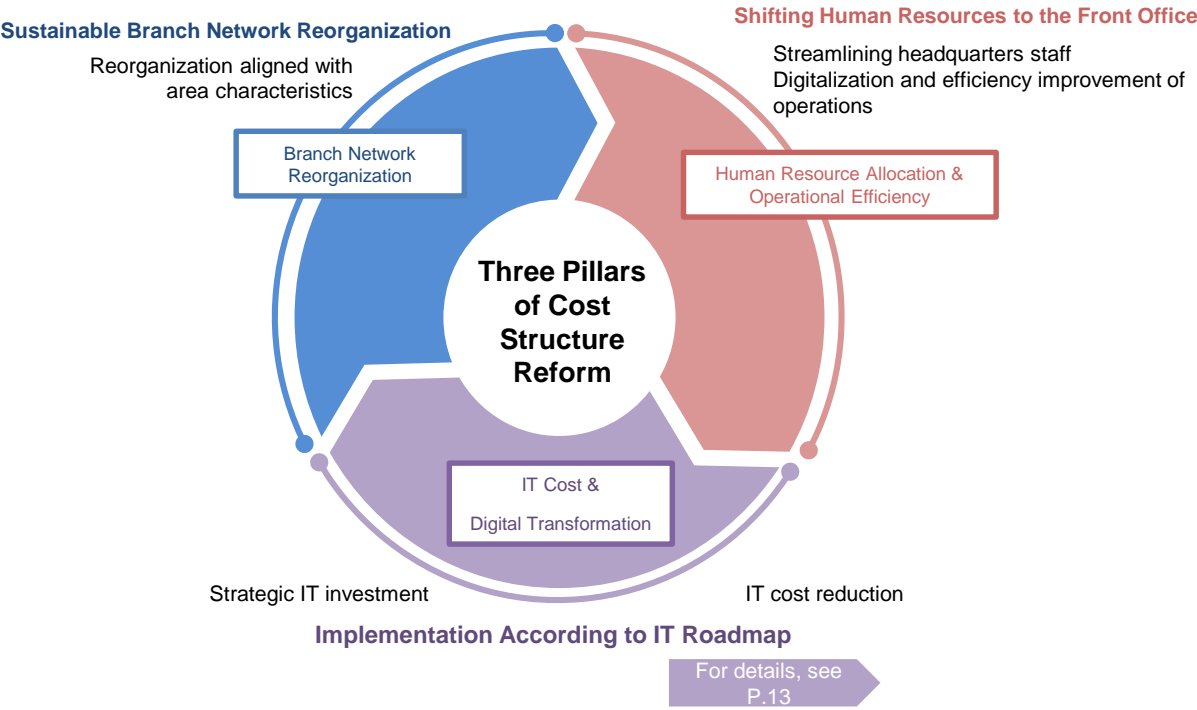 Sustainable Branch Network Reorganization
Reorganization aligned with
area characteristics
Branch Network
Reorganization
Shifting Human Resources to the Front Office
Streamlining headquarters staff
Digitalization and efficiency improvement of
operations
Human Resource Allocation &
Operational Efficiency
Three Pillars
of Cost
Structure
Reform
IT Cost &
Digital Transformation
Strategic IT investment
IT cost reduction
Implementation According to IT Roadmap
For details, see
P.13